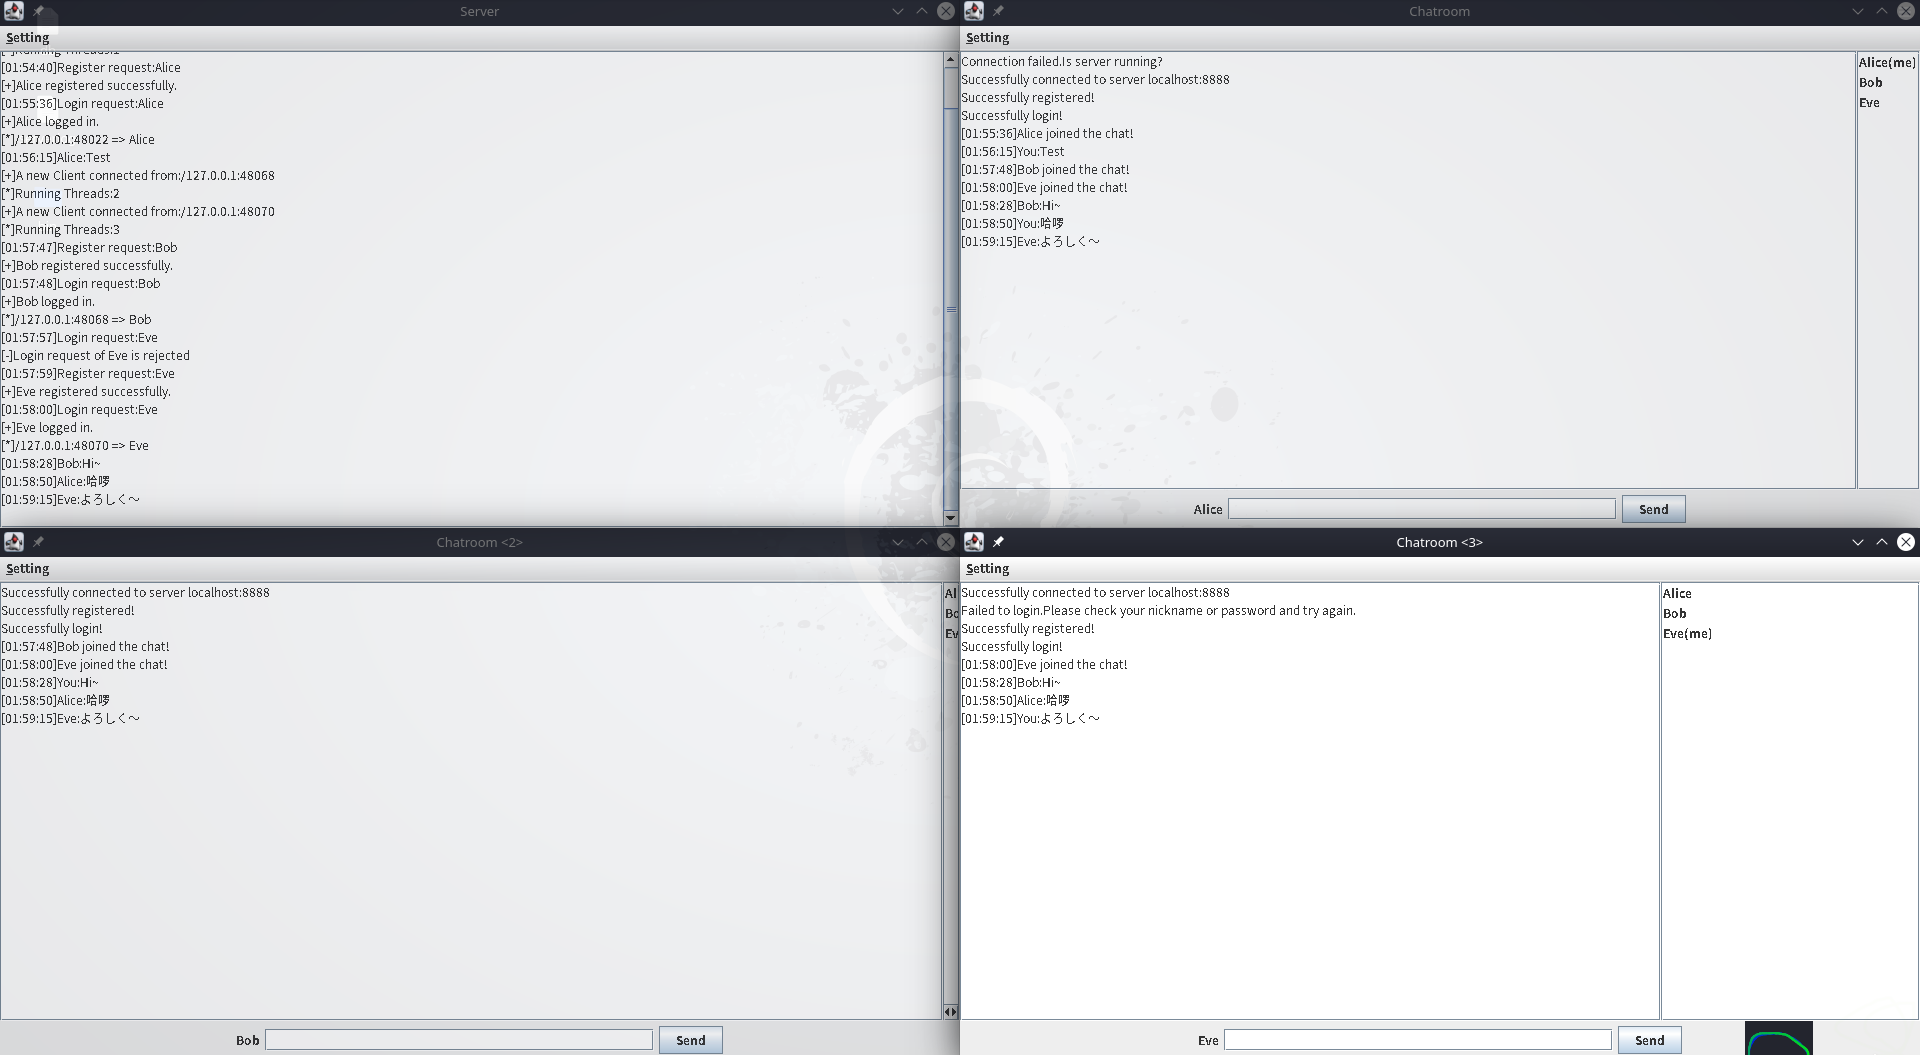 Server
Setting
[*]Running Threads:1
[01:54:40]Register request:Alice
[+]Alice registered successfully.
[01:55:36]Login request:Alice
[+]Alice logged in.
[*]/127.0.0.1:48022 => Alice
[01:56:15]Alice:Test
[+]A new Client connected from:/127.0.0.1:48068
[*]Running Threads:2
[+]A new Client connected from:/127.0.0.1:48070
[*]Running Threads:3
[01:57:47]Register request:Bob
[+]Bob registered successfully.
[01:57:48]Login request:Bob
[+]Bob logged in.
[*]/127.0.0.1:48068 => Bob
[01:57:57]Login request:Eve
[-]Login request of Eve is rejected
[01:57:59]Register request:Eve
[+]Eve registered successfully.
[01:58:00]Login request:Eve
[+]Eve logged in.
[*]/127.0.0.1:48070 => Eve
[01:58:28]Bob:Hi~
[01:58:50]Alice:哈啰
[01:59:15]Eve:よろしく～
Chatroom
Setting
Connection failed.Is server running?
Successfully connected to server localhost:8888
Successfully registered!
Successfully login!
[01:55:36]Alice joined the chat!
[01:56:15]You:Test
[01:57:48]Bob joined the chat!
[01:58:00]Eve joined the chat!
[01:58:28]Bob:Hi~
[01:58:50]You:哈啰
[01:59:15]Eve:よろしく～
Alice(me)
Bob
Eve
Alice
Send
Chatroom <2>
Setting
Successfully connected to server localhost:8888
Successfully registered!
Successfully login!
[01:57:48]Bob joined the chat!
[01:58:00]Eve joined the chat!
[01:58:28]You:Hi~
[01:58:50]Alice:哈啰
[01:59:15]Eve:よろしく～
Al
Bo
Ev
Bob
Send
Chatroom <3>
Setting
Successfully connected to server localhost:8888
Failed to login.Please check your nickname or password and try again.
Successfully registered!
Successfully login!
[01:58:00]Eve joined the chat!
[01:58:28]Bob:Hi~
[01:58:50]Alice:哈啰
[01:59:15]You:よろしく～
Alice
Bob
Eve(me)
Eve
Send